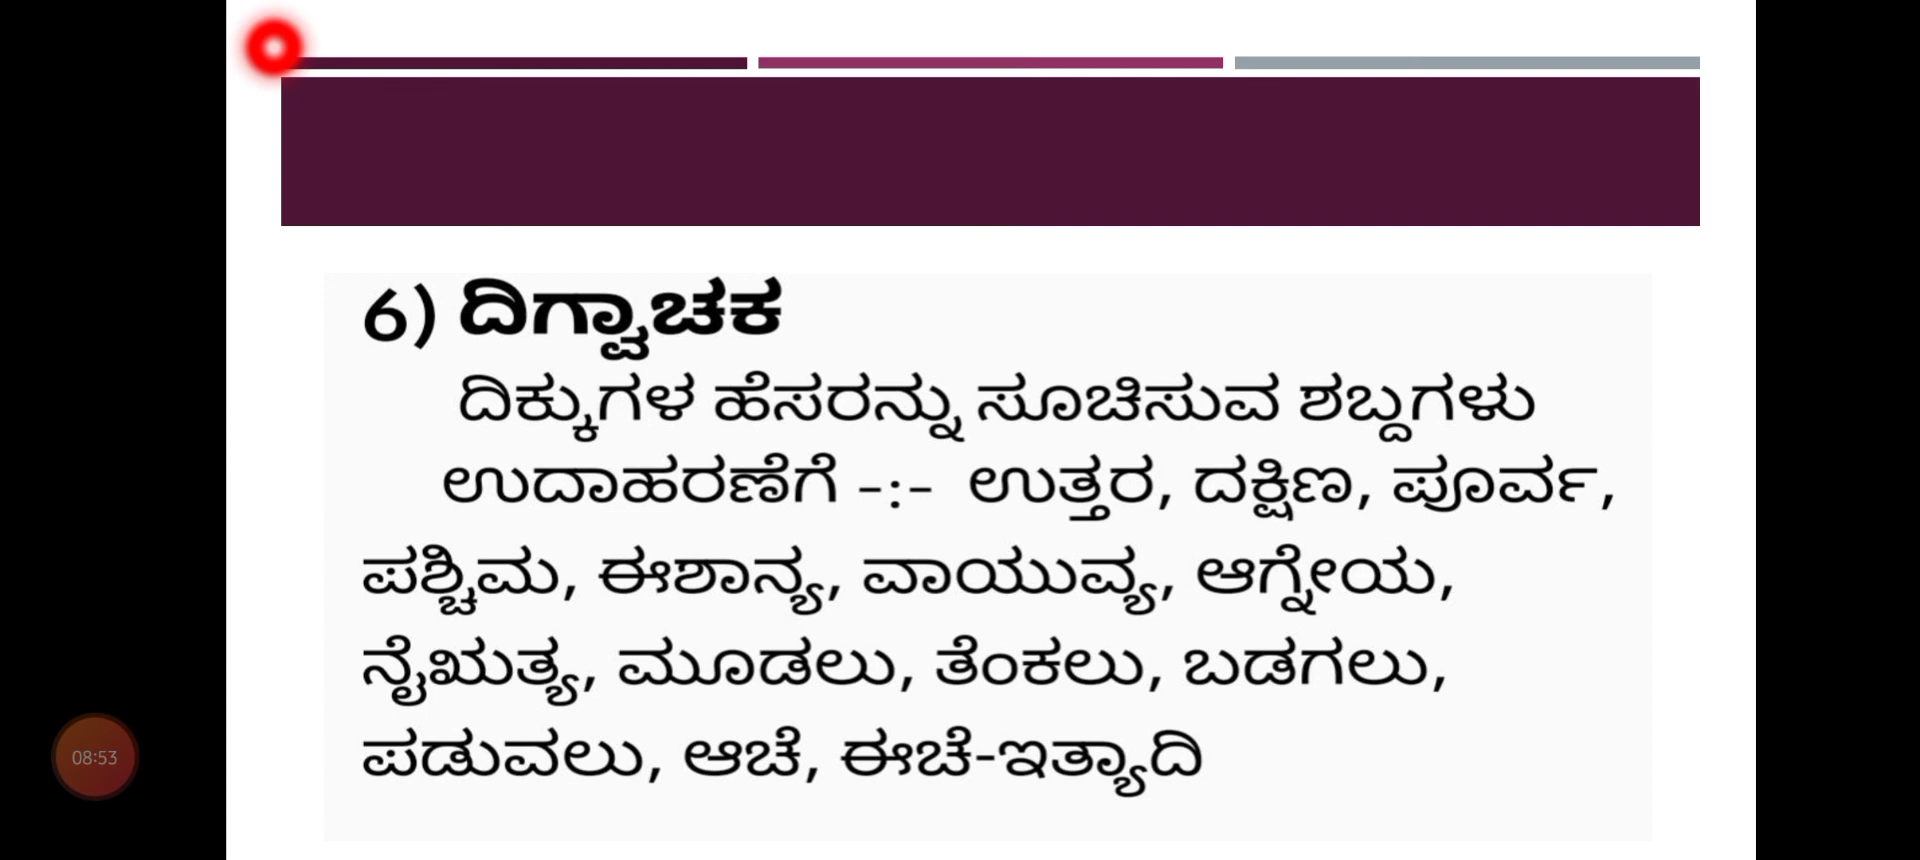 6) ದಿಗ್ವಾಚಕ
ದಿಕ್ಕುಗಳ ಹೆಸರನ್ನು ಸೂಚಿಸುವ ಶಬ್ದಗಳು
ಉದಾಹರಣೆಗೆ -:- ಉತ್ತರ, ದಕ್ಷಿಣ, ಪೂರ್ವ,
ಪಶ್ಚಿಮ, ಈಶಾನ್ಯ, ವಾಯುವ್ಯ, ಆಗ್ನೇಯ,
ನೈಋತ್ಯ, ಮೂಡಲು, ತೆಂಕಲು, ಬಡಗಲು,
ಪಡುವಲು, ಆಚೆ, ಈಚೆ-ಇತ್ಯಾದಿ
08:53